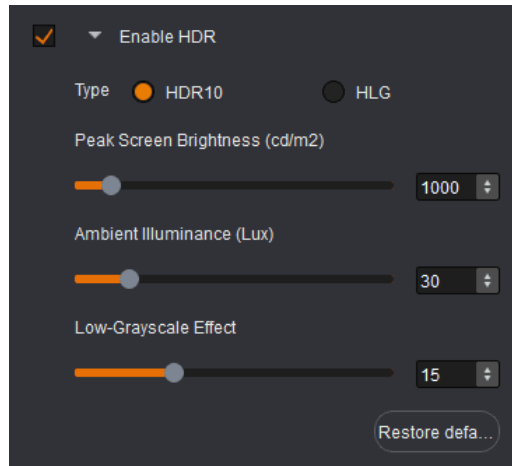 Enable HDR
Type HDR10 HLG
Peak Screen Brightness (cd/m2)
1000
Ambient Illuminance (Lux)
30
Low-Grayscale Effect
15
Restore defa...